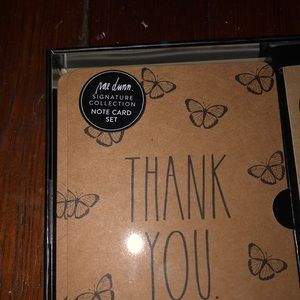 rae dunn.
SIGNATURE
COLLECTION
NOTE CARD
SET
THANK
YOU.